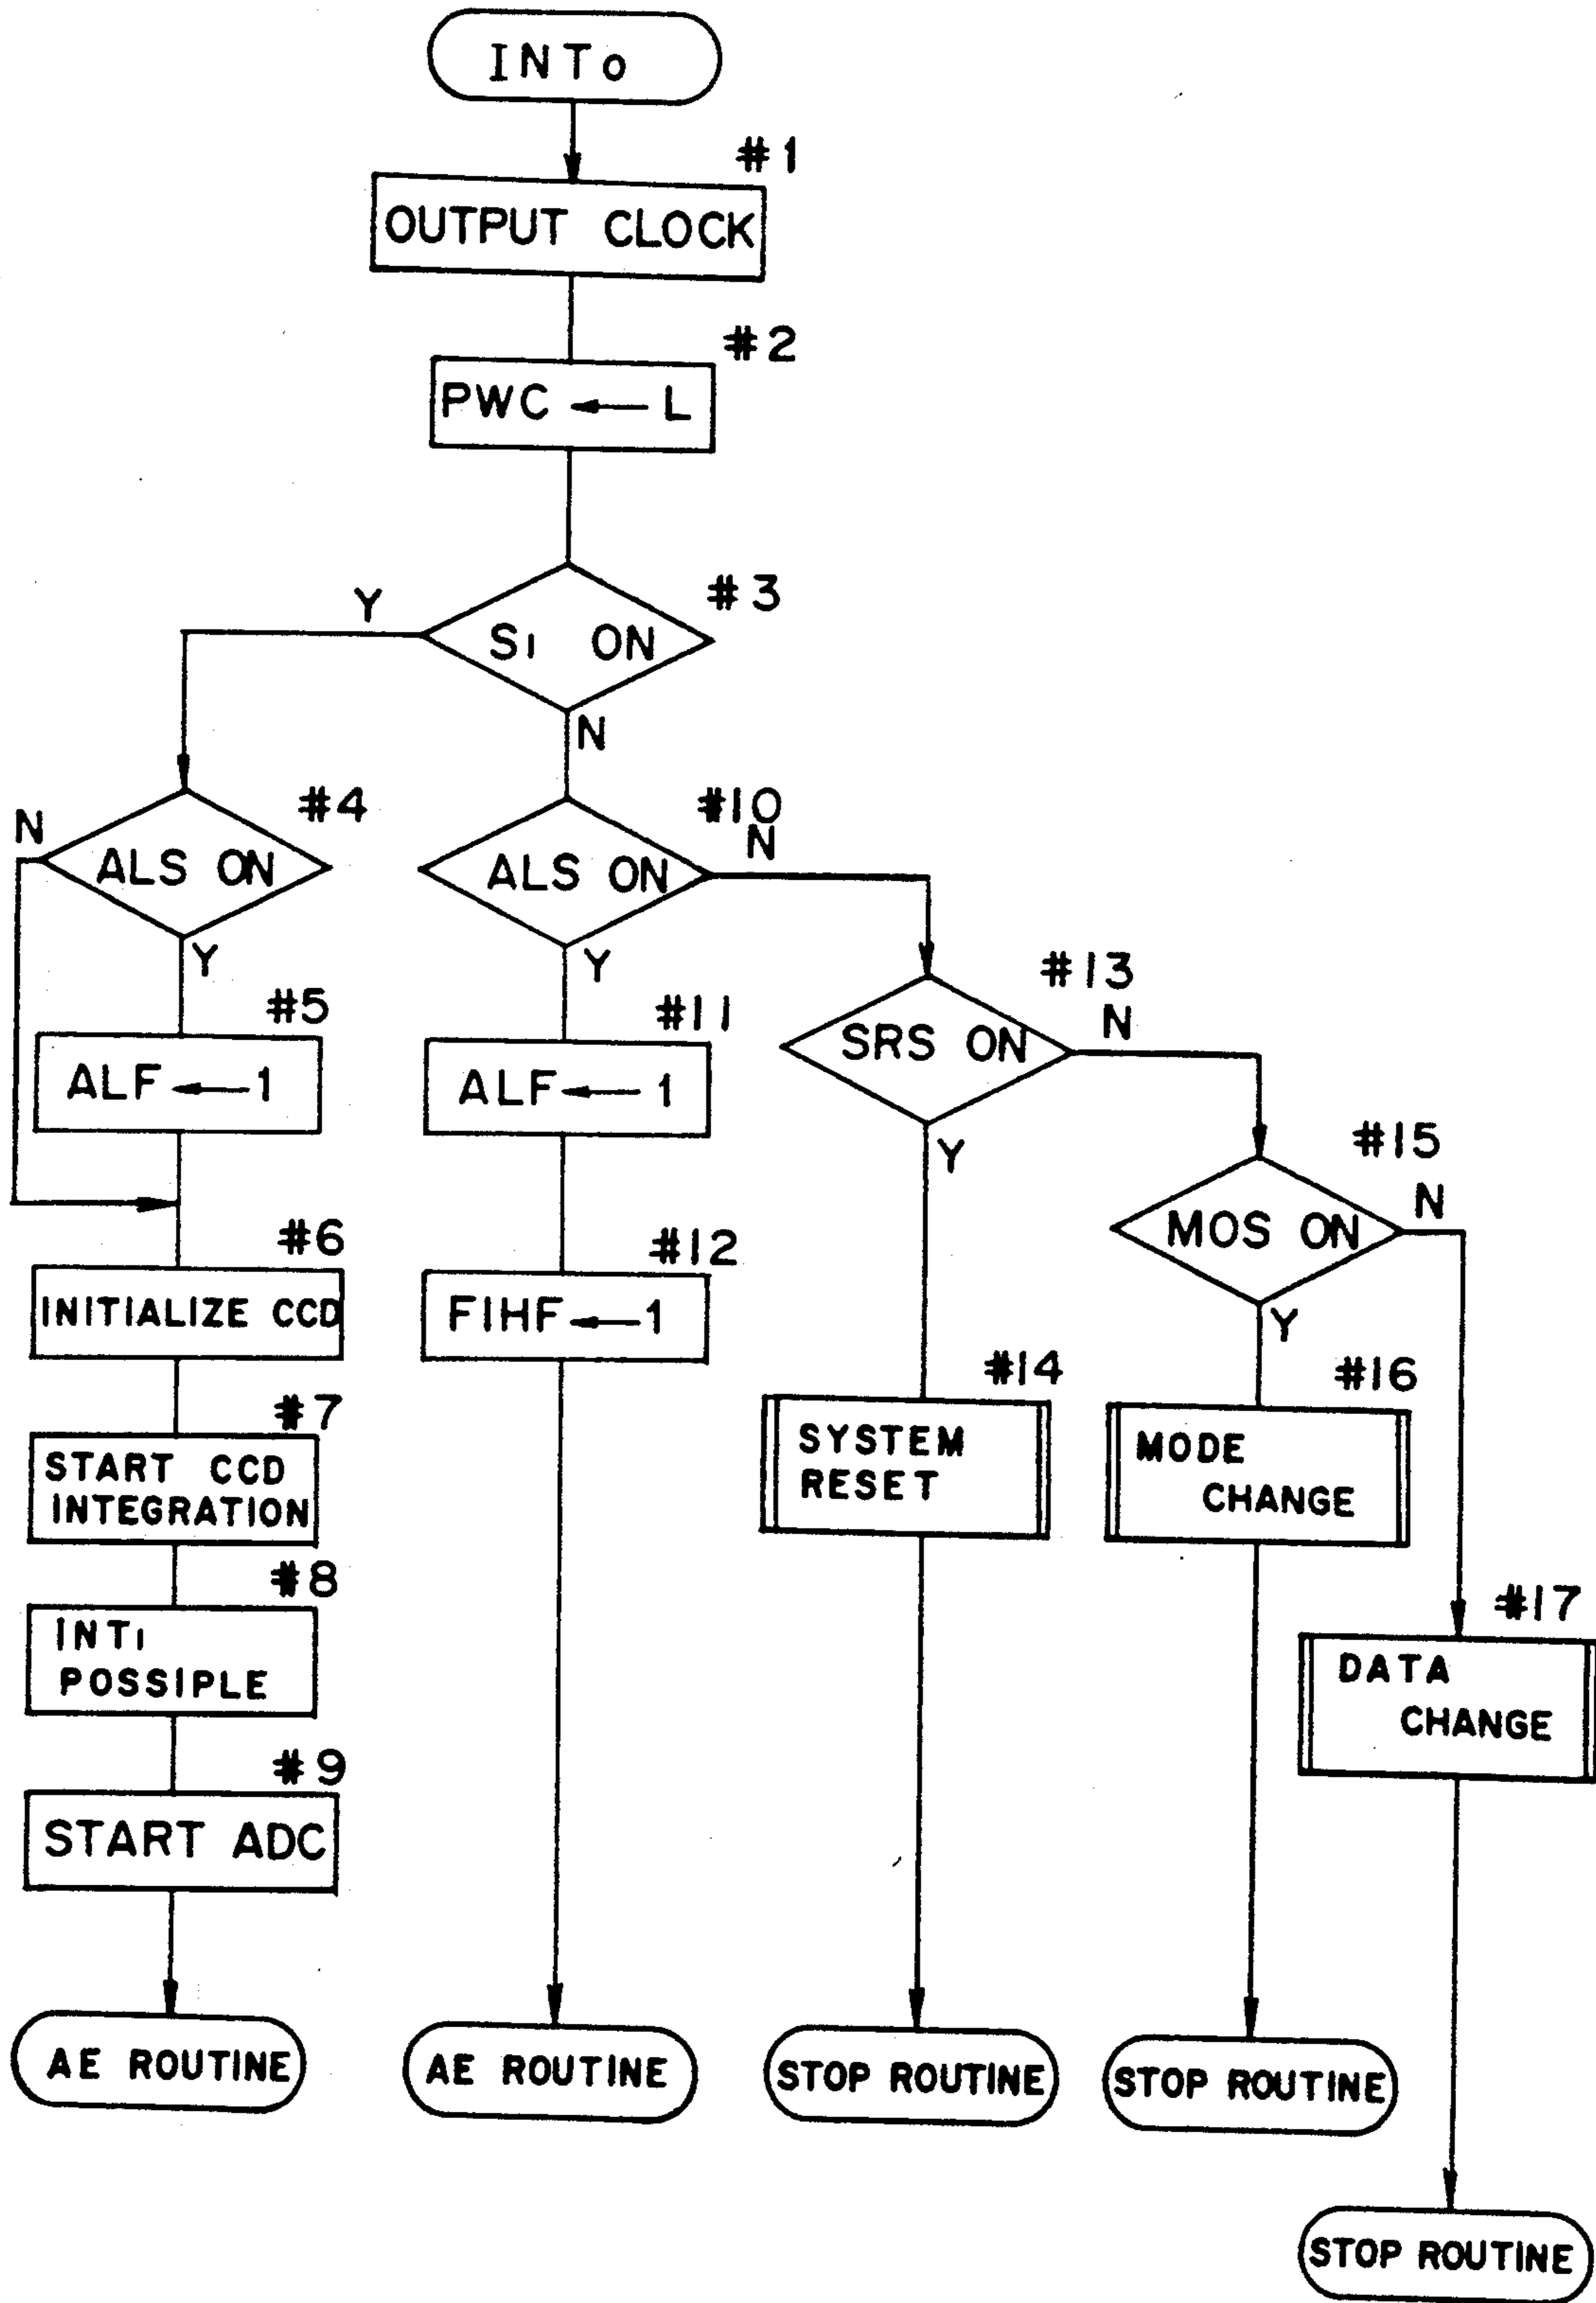 INT0
#1
OUTPUT CLOCK
#2
PWC ← L
#3
Y
S1 ON
N
#4
N
ALS ON
Y
#5
ALF ← 1
#6
INITIALIZE CCD
#7
START CCD
INTEGRATION
#8
INT1
POSSIPLE
#9
START ADC
AE ROUTINE
#10
N
ALS ON
Y
#11
ALF ← 1
#12
FIHF ← 1
AE ROUTINE
#13
N
SRS ON
Y
#14
SYSTEM
RESET
STOP ROUTINE
#15
N
MOS ON
Y
#16
MODE
CHANGE
STOP ROUTINE
#17
DATA
CHANGE
STOP ROUTINE